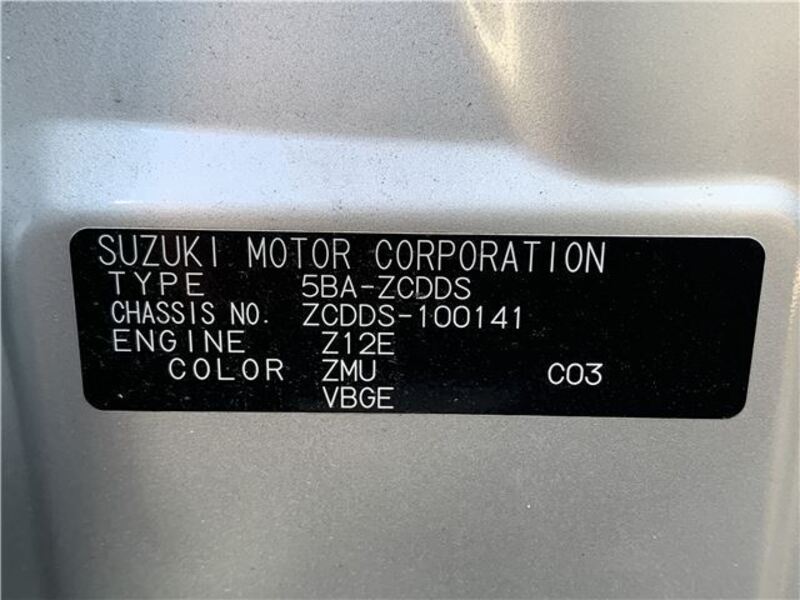 SUZUKI MOTOR CORPORATION
TYPE 5BA-ZCDDS
CHASSIS NO. ZCDDS-100141
ENGINE Z12E
COLOR ZMU C03
VBGE